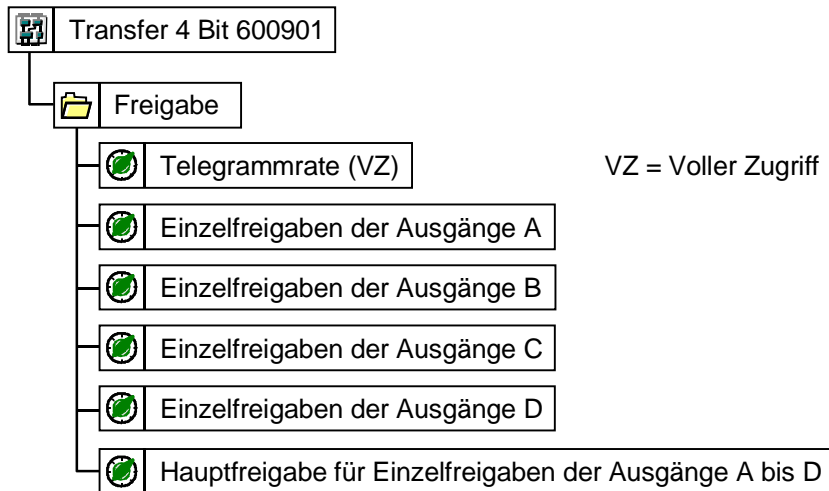 Transfer 4 Bit 600901
Freigabe
Telegrammrate (VZ) VZ = Voller Zugriff
Einzelfreigaben der Ausgänge A
Einzelfreigaben der Ausgänge B
Einzelfreigaben der Ausgänge C
Einzelfreigaben der Ausgänge D
Hauptfreigabe für Einzelfreigaben der Ausgänge A bis D